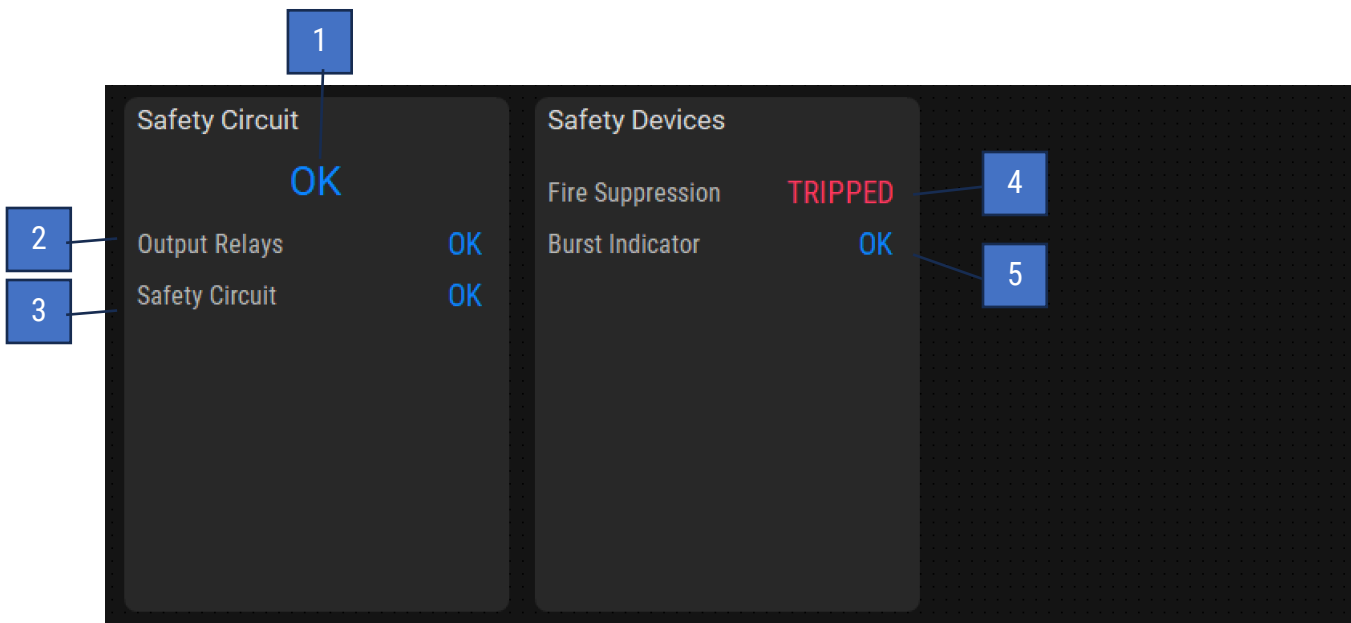 1
Safety Circuit
OK
2
Output Relays OK
3
Safety Circuit OK
Safety Devices
Fire Suppression TRIPPED
4
Burst Indicator OK
5